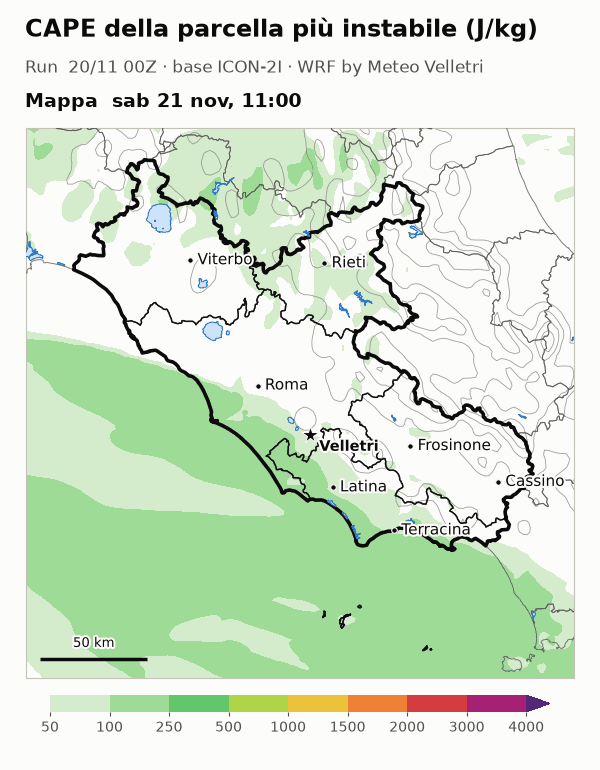 CAPE della parcella più instabile (J/kg)
Run  20/11 00Z · base ICON-2I · WRF by Meteo Velletri
Mappa  sab 21 nov, 11:00
Viterbo
Rieti
Roma
Velletri
Frosinone
Latina
Cassino
Terracina
50 km
50 100 250 500 1000 1500 2000 3000 4000